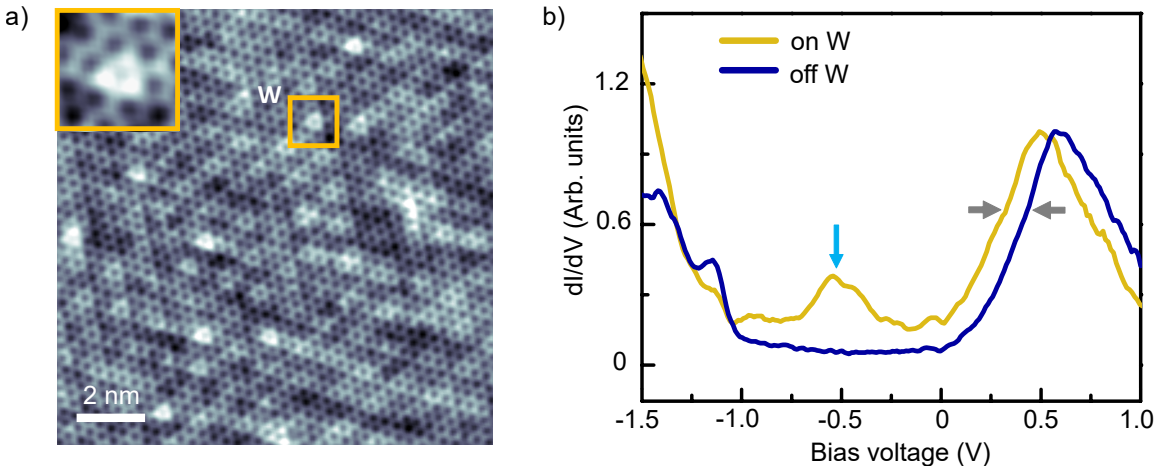 a)
W
2 nm
b)
on W
off W
dI/dV (Arb. units)
1.2
0.6
0
-1.5
-1.0
-0.5
0
0.5
1.0
Bias voltage (V)